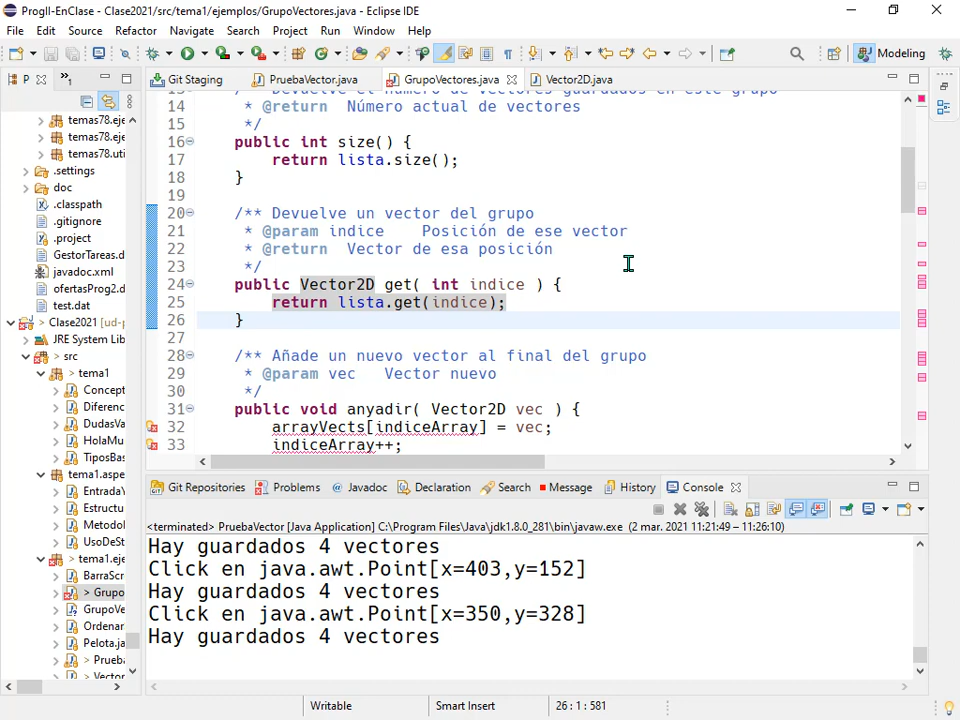 ProgII-EnClase - Clase2021/src/tema1/ejemplos/GrupoVectores.java - Eclipse IDE
File Edit Source Refactor Navigate Search Project Run Window Help
Modeling
P
»1
Git Staging PruebaVector.java GrupoVectores.java Vector2D.java
temas78.eje
temas78.eje
temas78.uti
.settings
doc
.classpath
.gitignore
.project
GestorTareas.
javadoc.xml
ofertasProg2.
test.dat
> Clase2021 [ud-p
JRE System Lib
> src
> tema1
Concept
Diferenc
DudasVa
HolaMu
TiposBas
tema1.aspe
EntradaY
Estructu
Metodol
UsoDeSt
tema1.eje
BarraScr
> Grupo
GrupoVe
Ordenar
Pelota.ja
> Prueba
Vector
14 * @return Número actual de vectores
15 */
16 public int size() {
17 return lista.size();
18 }
19
20 /** Devuelve un vector del grupo
21 * @param indice Posición de ese vector
22 * @return Vector de esa posición
23 */
24 public Vector2D get( int indice ) {
25 return lista.get(indice);
26 }
27
28 /** Añade un nuevo vector al final del grupo
29 * @param vec Vector nuevo
30 */
31 public void anyadir( Vector2D vec ) {
32 arrayVects[indiceArray] = vec;
33 indiceArray++;
Git Repositories Problems Javadoc Declaration Search Message History Console
<terminated> PruebaVector [Java Application] C:\Program Files\Java\jdk1.8.0_281\bin\javaw.exe (2 mar. 2021 11:21:49 – 11:26:10)
Hay guardados 4 vectores
Click en java.awt.Point[x=403,y=152]
Hay guardados 4 vectores
Click en java.awt.Point[x=350,y=328]
Hay guardados 4 vectores
Writable Smart Insert 26 : 1 : 581